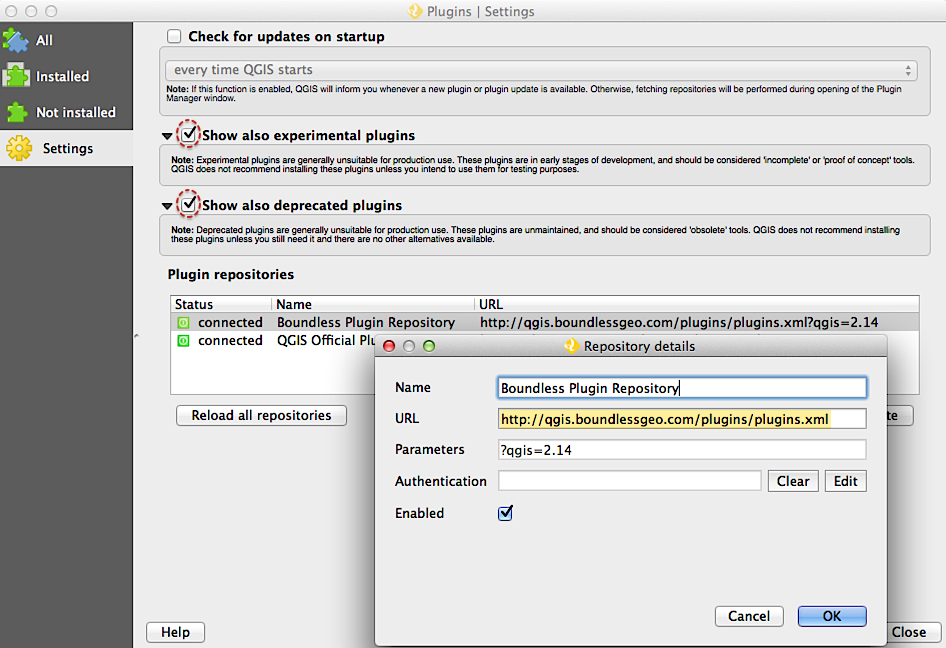 Plugins | Settings
All
Installed
Not installed
Settings
Check for updates on startup
every time QGIS starts
Note: If this function is enabled, QGIS will inform you whenever a new plugin or plugin update is available. Otherwise, fetching repositories will be performed during opening of the Plugin
Manager window.
Show also experimental plugins
Note: Experimental plugins are generally unsuitable for production use. These plugins are in early stages of development, and should be considered 'incomplete' or 'proof of concept' tools.
QGIS does not recommend installing these plugins unless you intend to use them for testing purposes.
Show also deprecated plugins
Note: Deprecated plugins are generally unsuitable for production use. These plugins are unmaintained, and should be considered 'obsolete' tools. QGIS does not recommend installing
these plugins unless you still need it and there are no other alternatives available.
Plugin repositories
Status Name URL
connected Boundless Plugin Repository http://qgis.boundlessgeo.com/plugins/plugins.xml?qgis=2.14
connected QGIS Official Plu
Reload all repositories
te
Repository details
Name Boundless Plugin Repository
URL http://qgis.boundlessgeo.com/plugins/plugins.xml
Parameters ?qgis=2.14
Authentication Clear Edit
Enabled
Cancel OK
Help Close